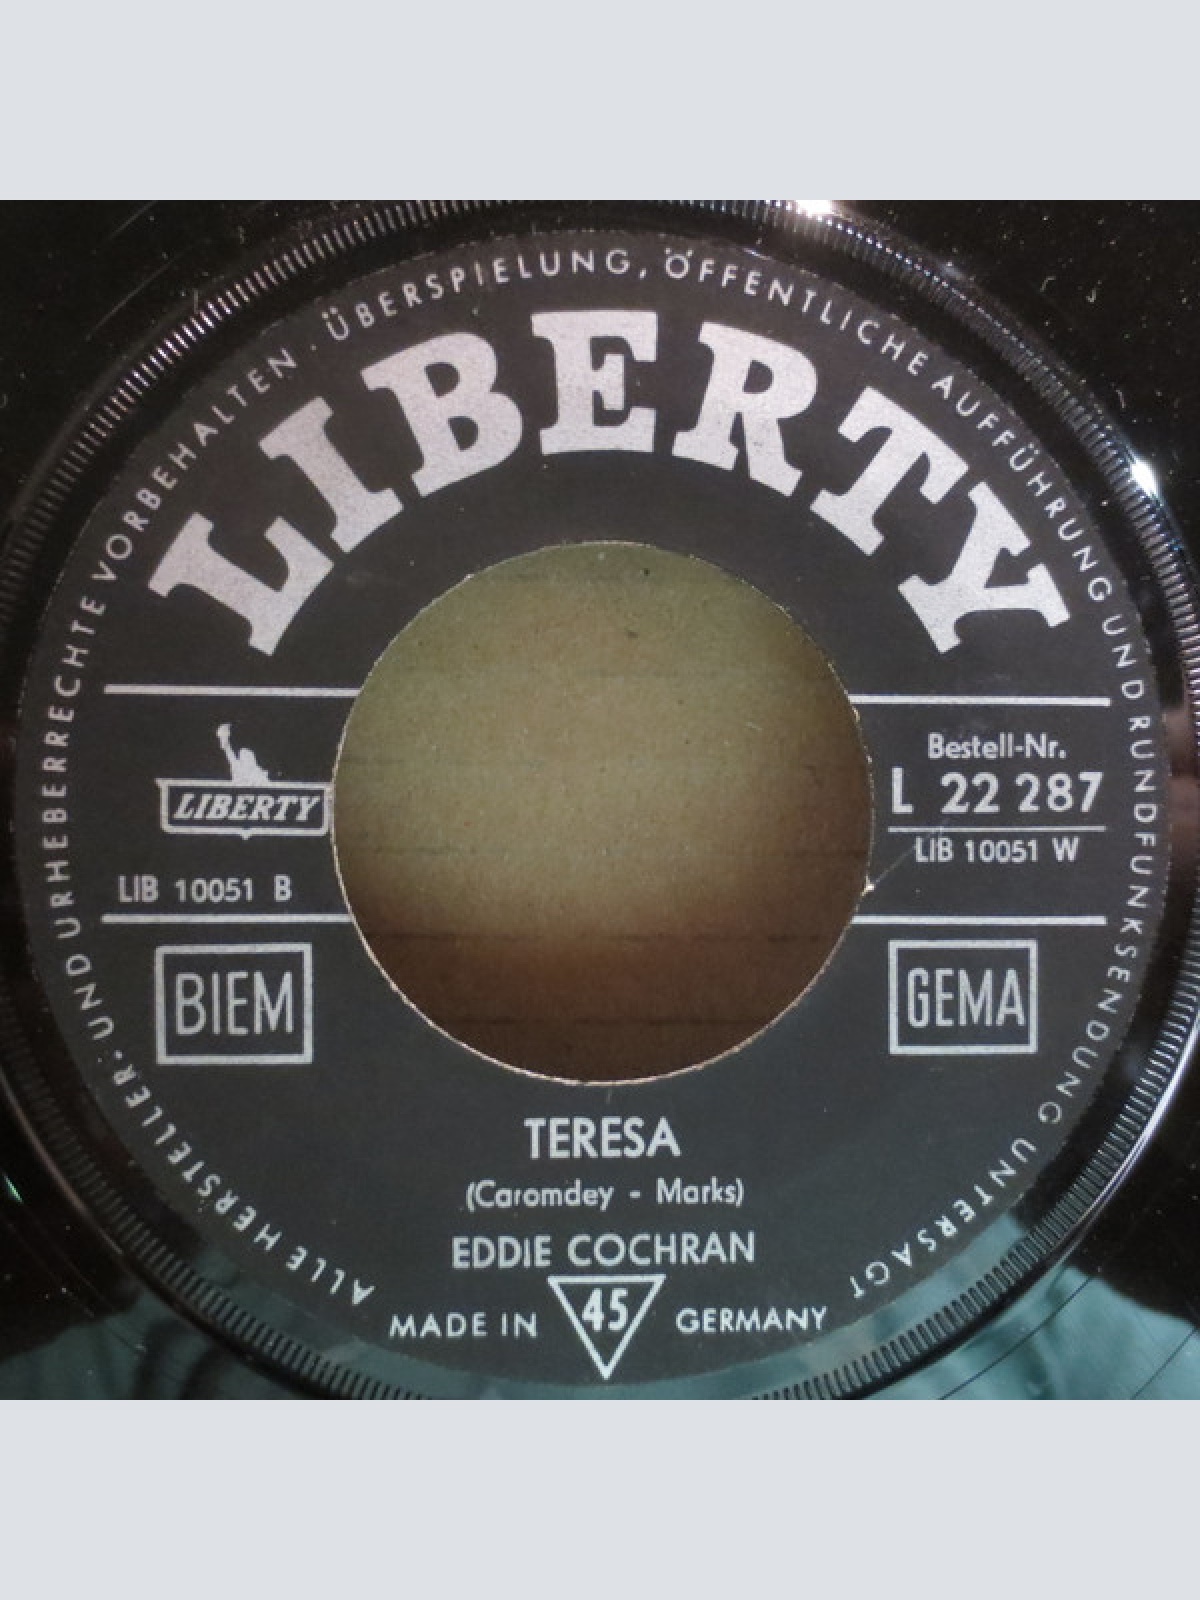 ALLE HERSTELLER- UND URHEBERRECHTE VORBEHALTEN · ÜBERSPIELUNG, ÖFFENTLICHE AUFFÜHRUNG UND RUNDFUNKSENDUNG UNTERSAGT
LIBERTY
LIBERTY
LIB 10051 B
Bestell-Nr.
L 22 287
LIB 10051 W
BIEM
GEMA
TERESA
(Caromdey - Marks)
EDDIE COCHRAN
MADE IN 45 GERMANY